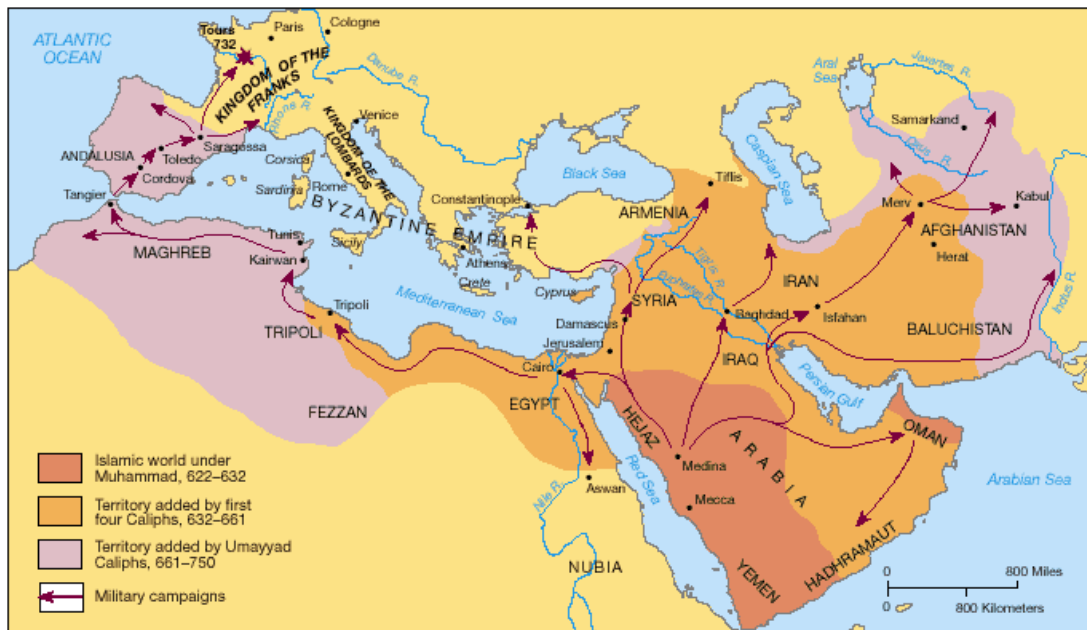 ATLANTIC
OCEAN
Tours
732
Paris
Cologne
KINGDOM OF THE
FRANKS
Rhone R.
Danube R.
Venice
KINGDOM OF THE
LOMBARDS
Saragossa
ANDALUSIA
Toledo
Cordova
Tangier
Corsica
Sardinia
Rome
Sicily
BYZANTINE EMPIRE
Constantinople
Athens
Crete
Cyprus
Black Sea
Caspian Sea
Aral
Sea
Jaxartes R.
Samarkand
Oxus R.
Tiflis
ARMENIA
Merv
Kabul
AFGHANISTAN
Herat
Indus R.
MAGHREB
Tunis
Kairwan
Tripoli
TRIPOLI
FEZZAN
Mediterranean Sea
SYRIA
Tigris R.
Euphrates R.
Damascus
Jerusalem
Baghdad
IRAQ
IRAN
Isfahan
BALUCHISTAN
Persian Gulf
Cairo
EGYPT
HEJAZ
ARABIA
OMAN
Medina
Mecca
Red Sea
Nile R.
Aswan
NUBIA
YEMEN
HADHRAMAUT
Arabian Sea
Islamic world under
Muhammad, 622–632
Territory added by first
four Caliphs, 632–661
Territory added by Umayyad
Caliphs, 661–750
Military campaigns
0 800 Miles
0 800 Kilometers